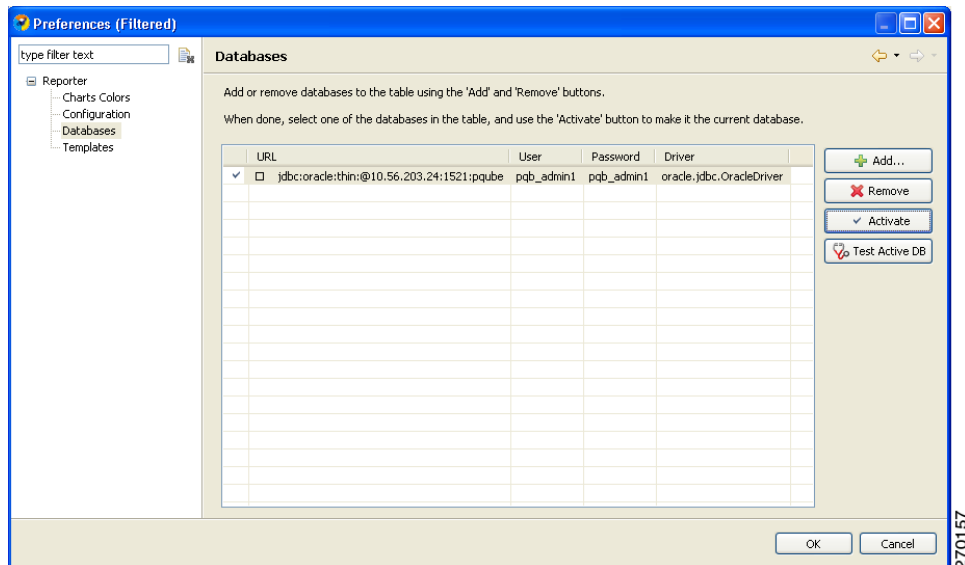 Preferences (Filtered)
type filter text
Databases
Reporter
Charts Colors
Configuration
Databases
Templates
Add or remove databases to the table using the 'Add' and 'Remove' buttons.
When done, select one of the databases in the table, and use the 'Activate' button to make it the current database.
URL User Password Driver
jdbc:oracle:thin:@10.56.203.24:1521:pqube pqb_admin1 pqb_admin1 oracle.jdbc.OracleDriver
Add...
Remove
Activate
Test Active DB
OK Cancel
270157